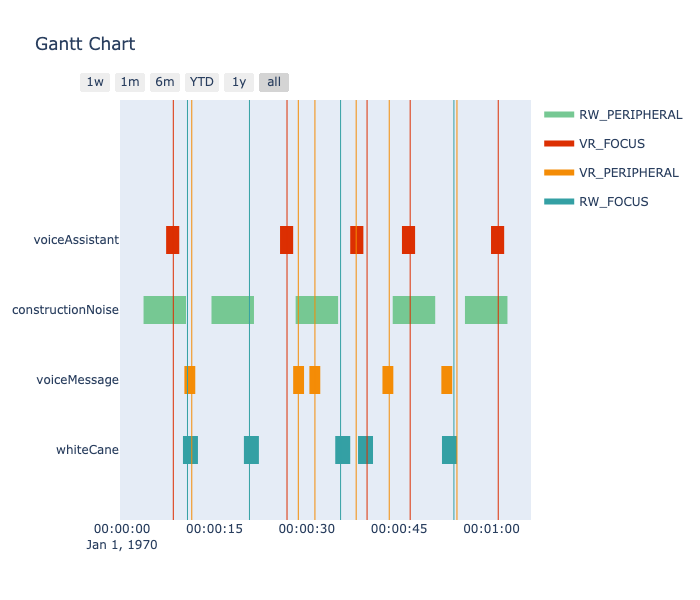 Gantt Chart
1w 1m 6m YTD 1y all
RW_PERIPHERAL
VR_FOCUS
VR_PERIPHERAL
RW_FOCUS
voiceAssistant
constructionNoise
voiceMessage
whiteCane
00:00:00 00:00:15 00:00:30 00:00:45 00:01:00
Jan 1, 1970